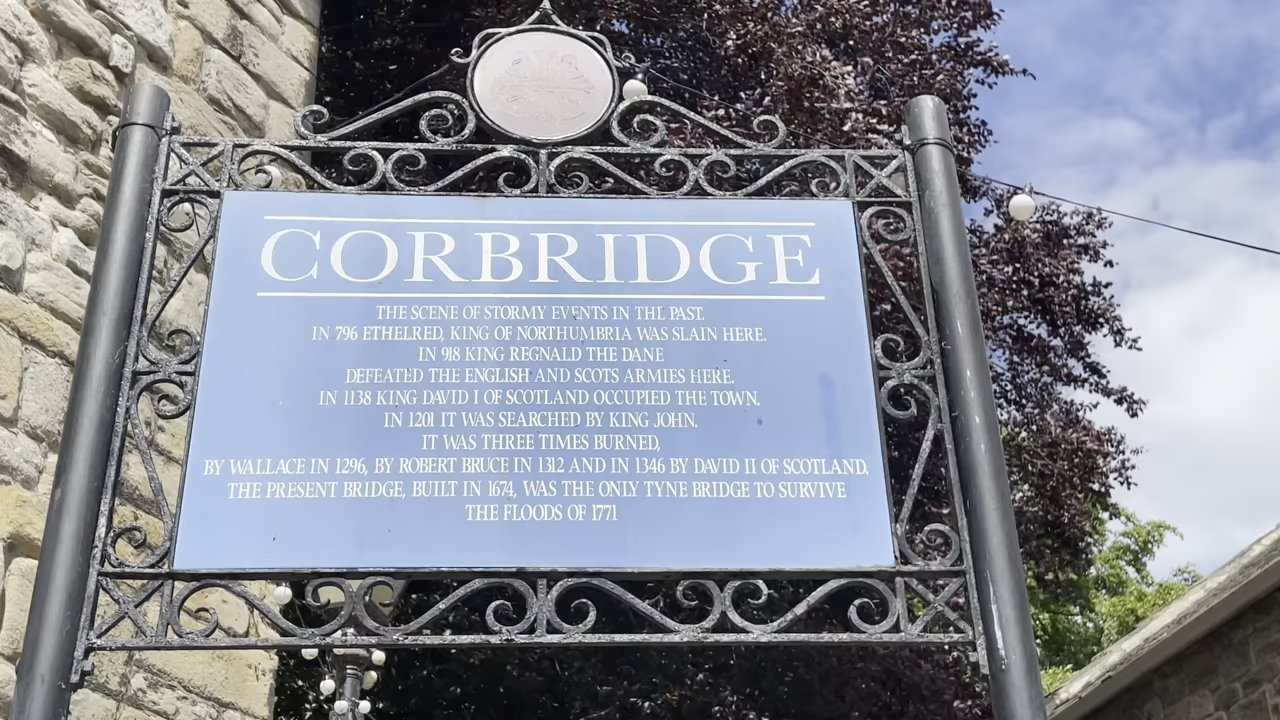 CORBRIDGE
THE SCENE OF STORMY EVENTS IN THE PAST.
IN 796 ETHELRED, KING OF NORTHUMBRIA WAS SLAIN HERE.
IN 918 KING REGNALD THE DANE
DEFEATED THE ENGLISH AND SCOTS ARMIES HERE.
IN 1138 KING DAVID I OF SCOTLAND OCCUPIED THE TOWN.
IN 1201 IT WAS SEARCHED BY KING JOHN.
IT WAS THREE TIMES BURNED,
BY WALLACE IN 1296, BY ROBERT BRUCE IN 1312 AND IN 1346 BY DAVID II OF SCOTLAND.
THE PRESENT BRIDGE, BUILT IN 1674, WAS THE ONLY TYNE BRIDGE TO SURVIVE
THE FLOODS OF 1771